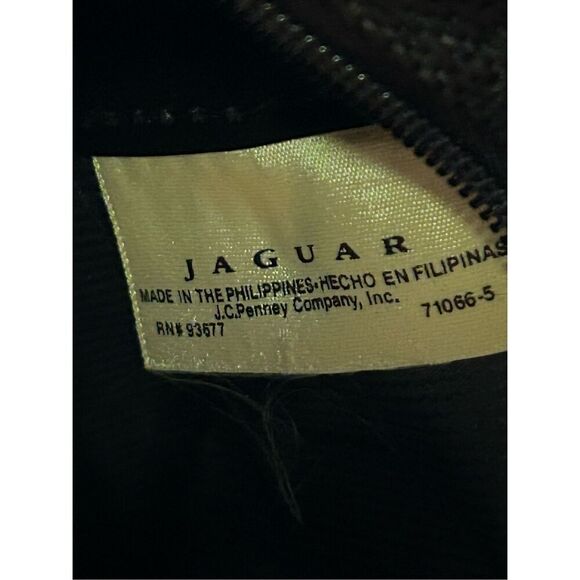 JAGUAR
MADE IN THE PHILIPPINES•HECHO EN FILIPINAS
J.C.Penney Company, Inc.
RN# 93677 71066-5